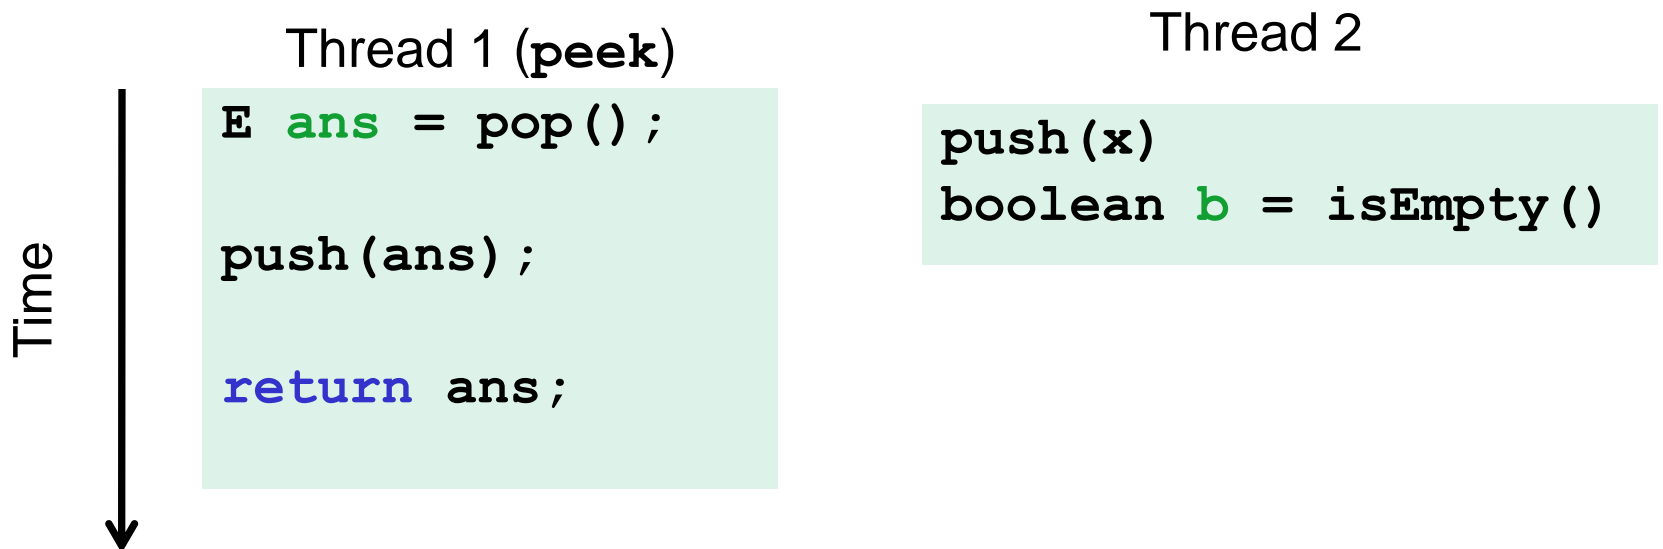 Thread 1 (peek)
E ans = pop();
push(ans);
return ans;
Thread 2
push(x)
boolean b = isEmpty()
Time